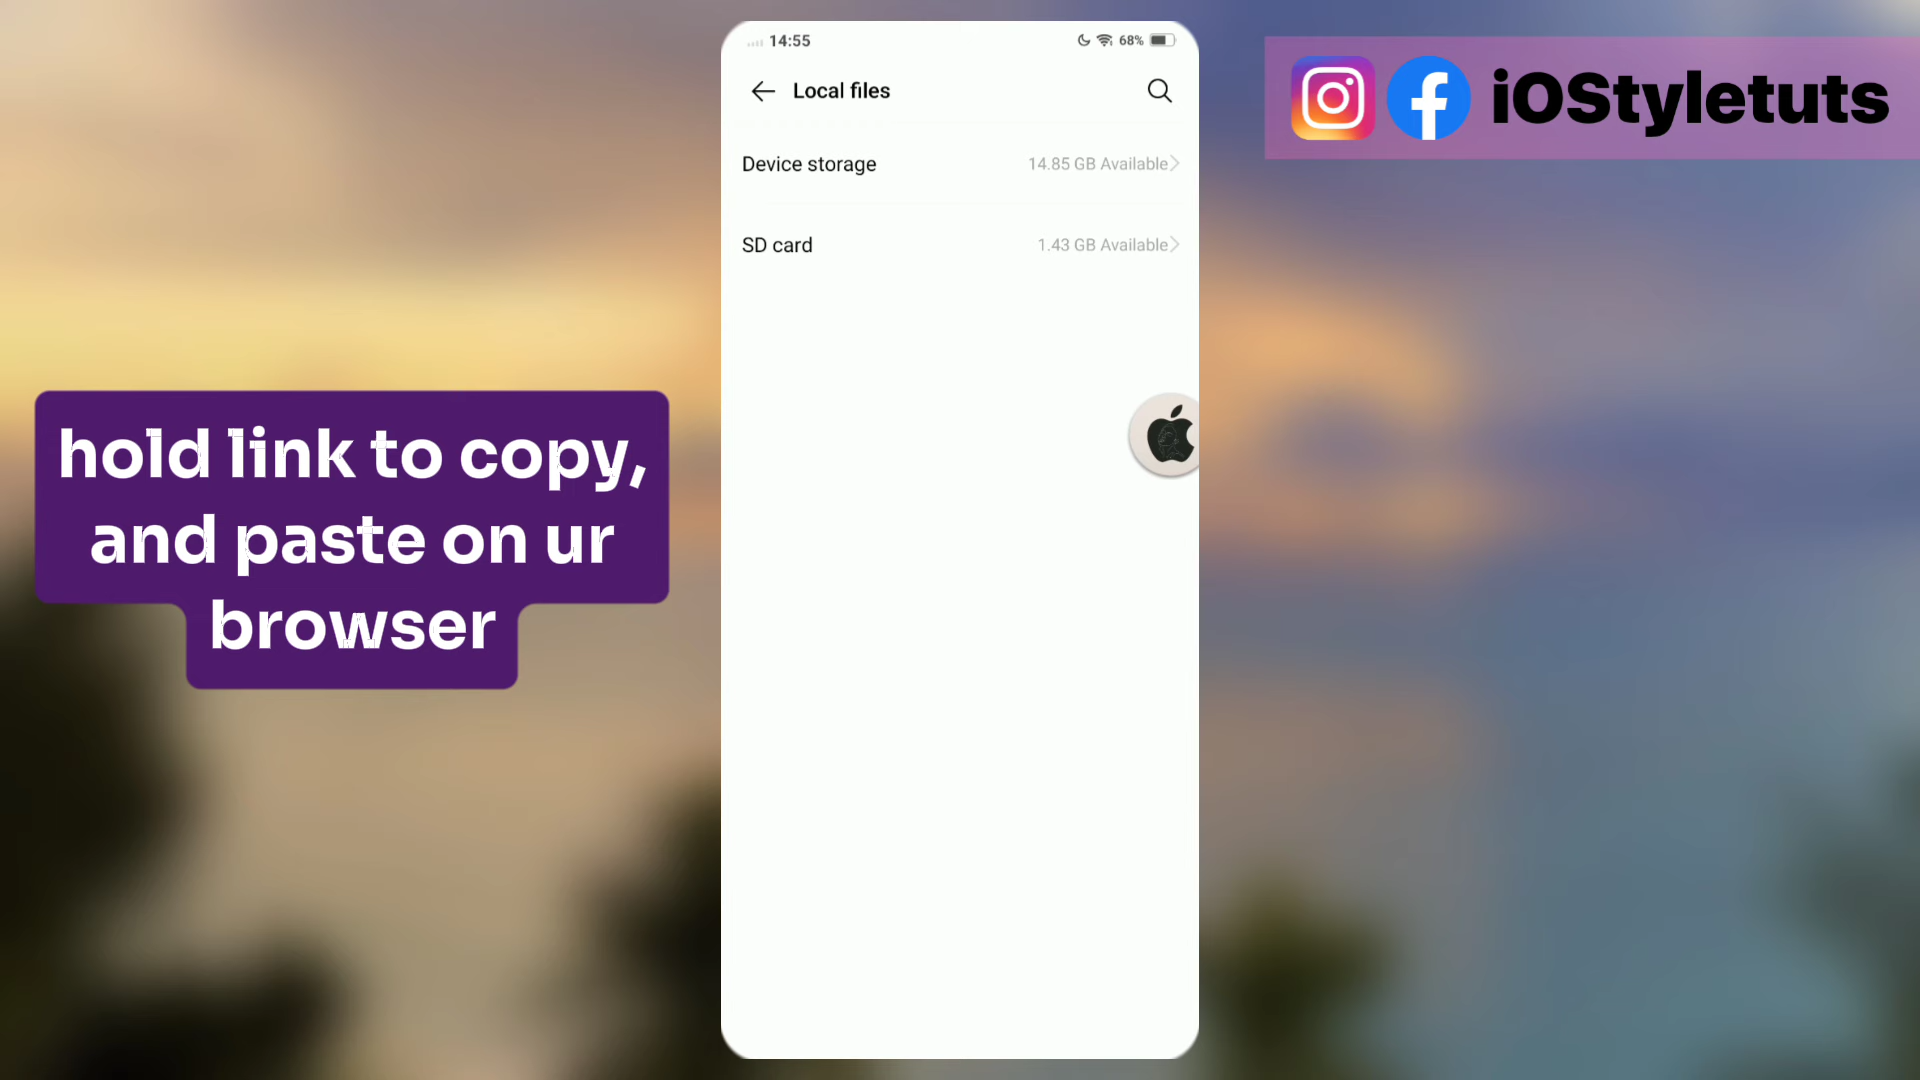 14:55
68%
Local files
Device storage
14.85 GB Available
SD card
1.43 GB Available
hold link to copy,
and paste on ur
browser
iOStyletuts